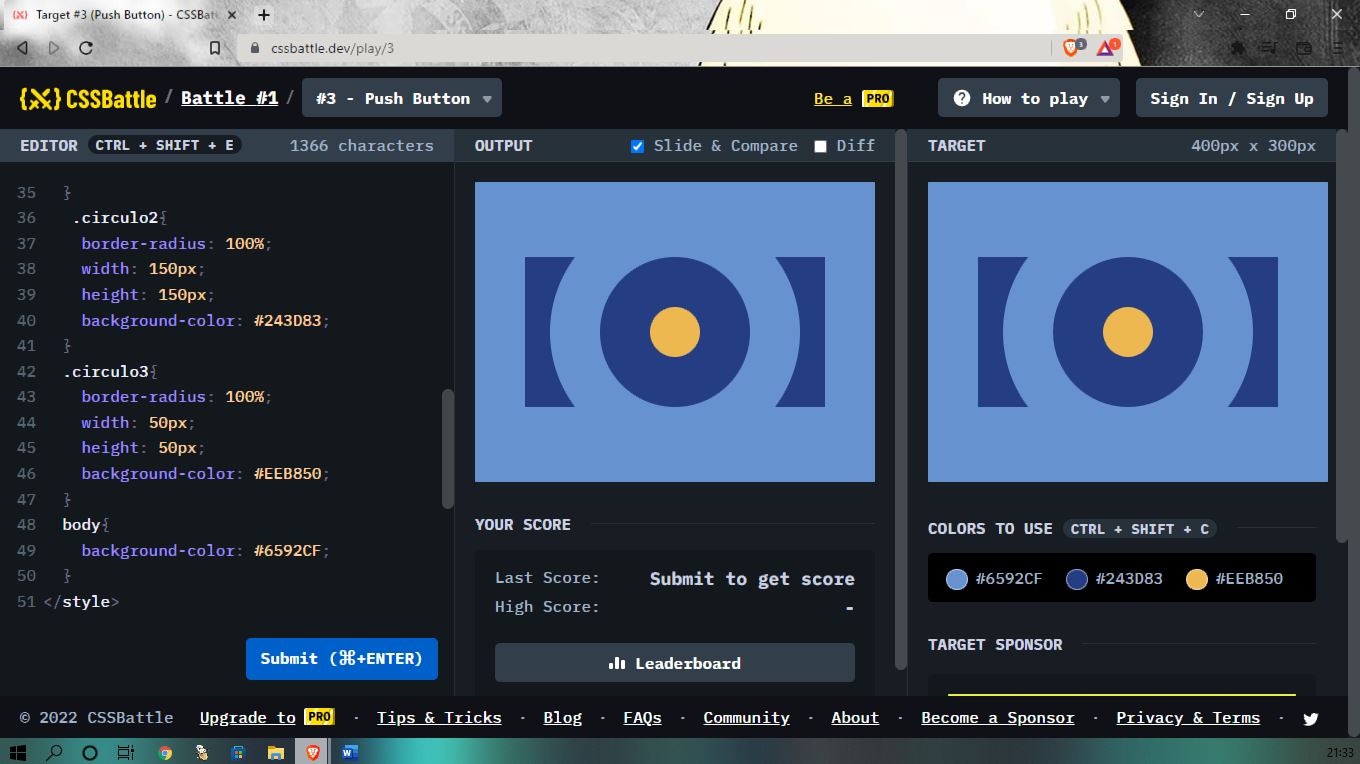 Target #3 (Push Button) - CSSBatt
cssbattle.dev/play/3
3
1
{X} CSSBattle / Battle #1 / #3 - Push Button
Be a PRO
How to play
Sign In / Sign Up
EDITOR CTRL + SHIFT + E 1366 characters
35 }
36 .circulo2{
37 border-radius: 100%;
38 width: 150px;
39 height: 150px;
40 background-color: #243D83;
41 }
42 .circulo3{
43 border-radius: 100%;
44 width: 50px;
45 height: 50px;
46 background-color: #EEB850;
47 }
48 body{
49 background-color: #6592CF;
50 }
51 </style>
Submit (⌘+ENTER)
OUTPUT Slide & Compare Diff
YOUR SCORE
Last Score: Submit to get score
High Score: -
Leaderboard
TARGET 400px x 300px
COLORS TO USE CTRL + SHIFT + C
#6592CF #243D83 #EEB850
TARGET SPONSOR
© 2022 CSSBattle Upgrade to PRO · Tips & Tricks · Blog · FAQs · Community · About · Become a Sponsor · Privacy & Terms ·
W
21:33